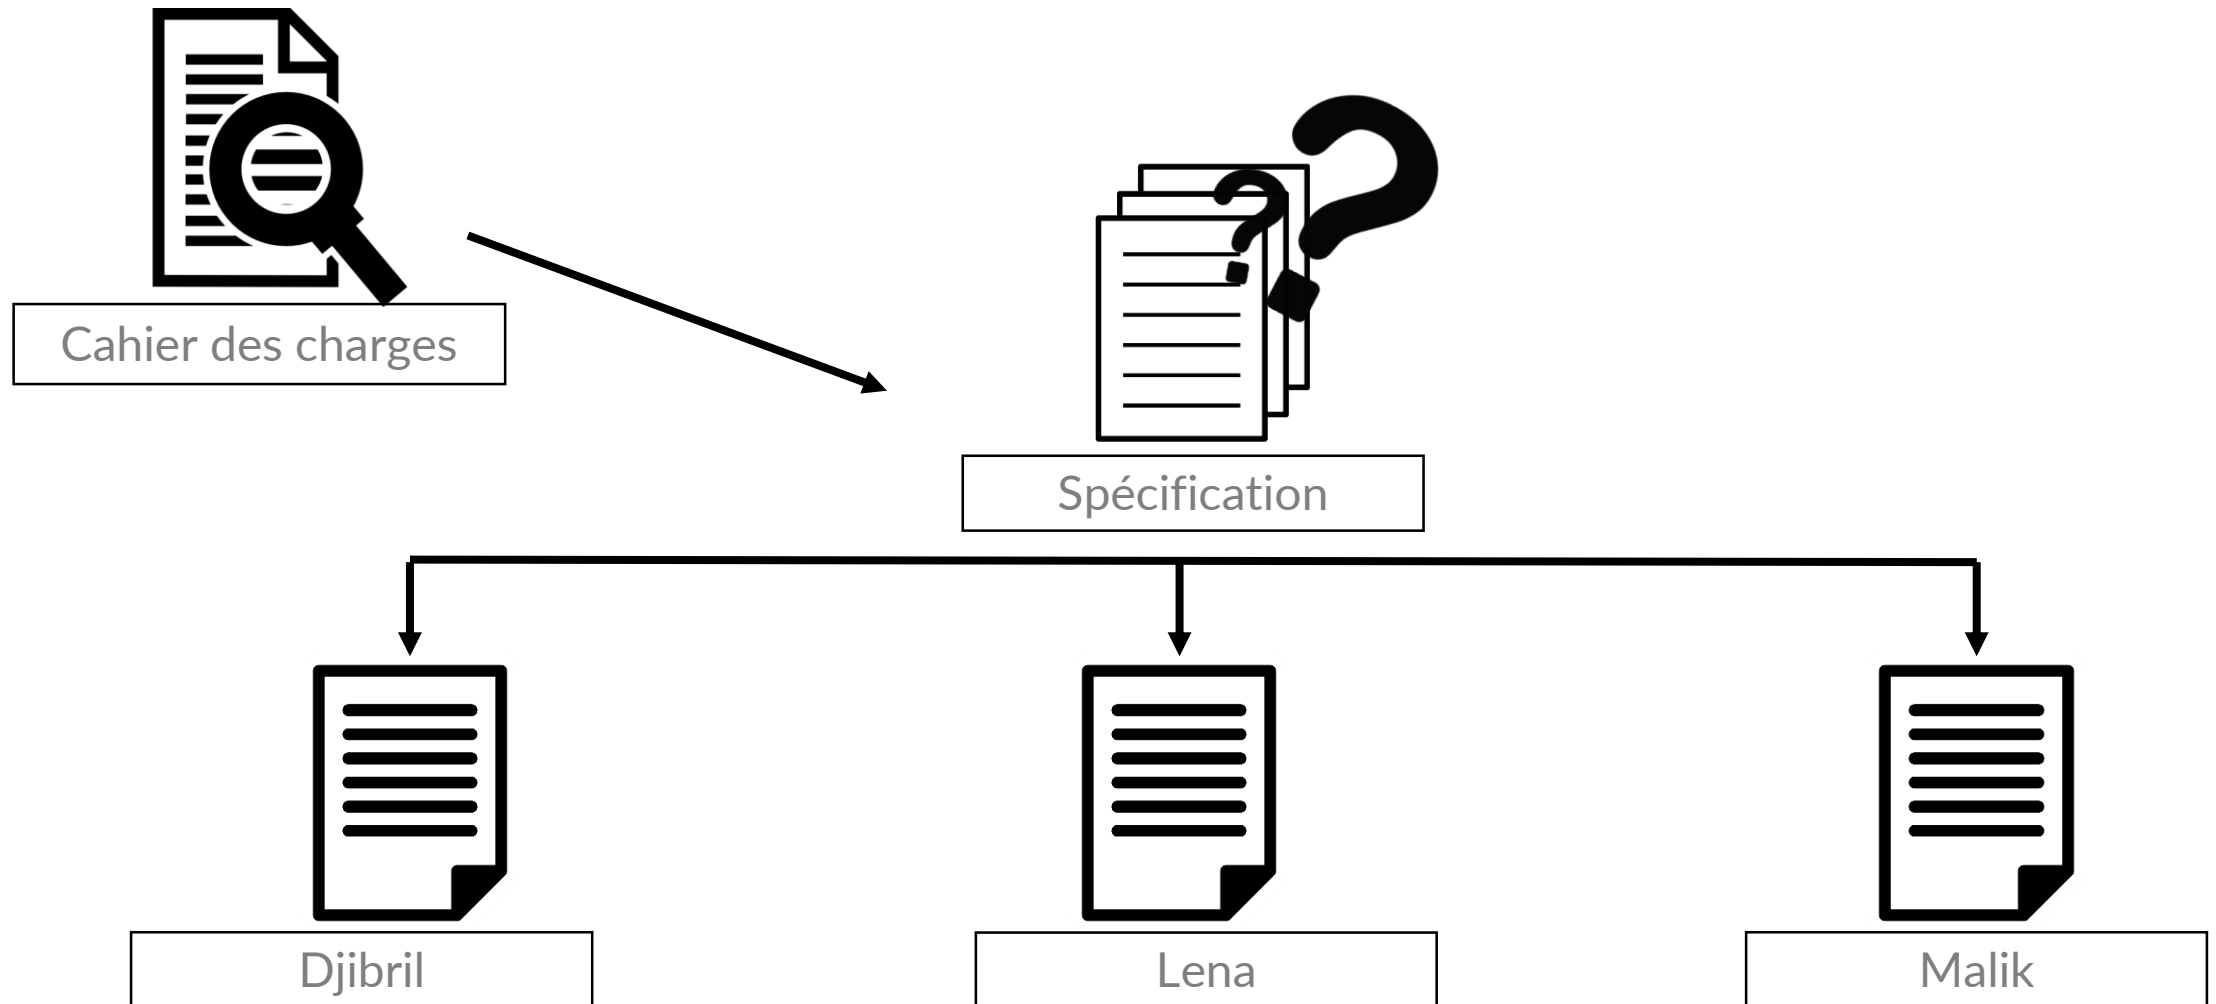 Cahier des charges
Spécification
Djibril
Lena
Malik